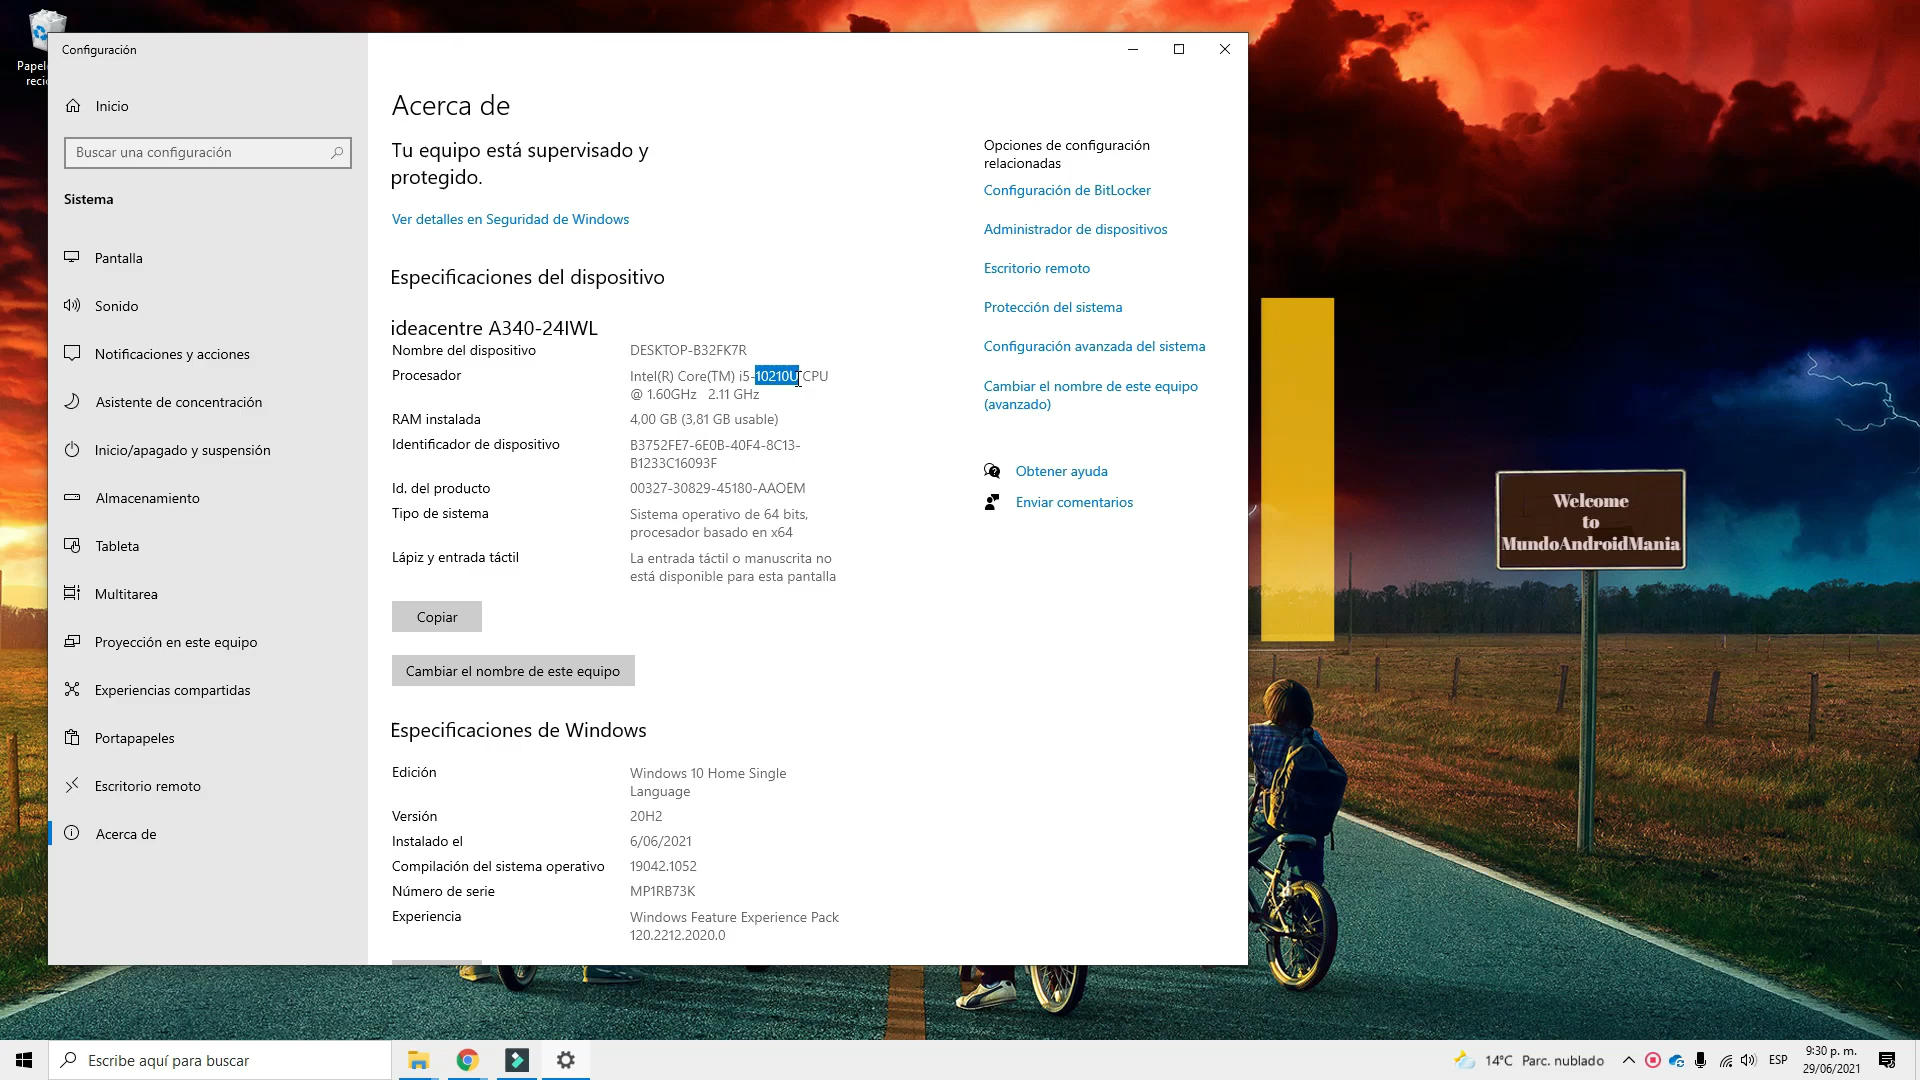 Papel
reci
Configuración
Inicio
Buscar una configuración
Sistema
Pantalla
Sonido
Notificaciones y acciones
Asistente de concentración
Inicio/apagado y suspensión
Almacenamiento
Tableta
Multitarea
Proyección en este equipo
Experiencias compartidas
Portapapeles
Escritorio remoto
Acerca de
Acerca de
Tu equipo está supervisado y
protegido.
Ver detalles en Seguridad de Windows
Especificaciones del dispositivo
ideacentre A340-24IWL
Nombre del dispositivo DESKTOP-B32FK7R
Procesador Intel(R) Core(TM) i5-10210U CPU
@ 1.60GHz 2.11 GHz
RAM instalada 4,00 GB (3,81 GB usable)
Identificador de dispositivo B3752FE7-6E0B-40F4-8C13-
B1233C16093F
Id. del producto 00327-30829-45180-AAOEM
Tipo de sistema Sistema operativo de 64 bits,
procesador basado en x64
Lápiz y entrada táctil La entrada táctil o manuscrita no
está disponible para esta pantalla
Copiar
Cambiar el nombre de este equipo
Especificaciones de Windows
Edición Windows 10 Home Single
Language
Versión 20H2
Instalado el 6/06/2021
Compilación del sistema operativo 19042.1052
Número de serie MP1RB73K
Experiencia Windows Feature Experience Pack
120.2212.2020.0
Opciones de configuración
relacionadas
Configuración de BitLocker
Administrador de dispositivos
Escritorio remoto
Protección del sistema
Configuración avanzada del sistema
Cambiar el nombre de este equipo
(avanzado)
Obtener ayuda
Enviar comentarios
Welcome
to
MundoAndroidMania
Escribe aquí para buscar
14°C Parc. nublado
ESP
9:30 p. m.
29/06/2021